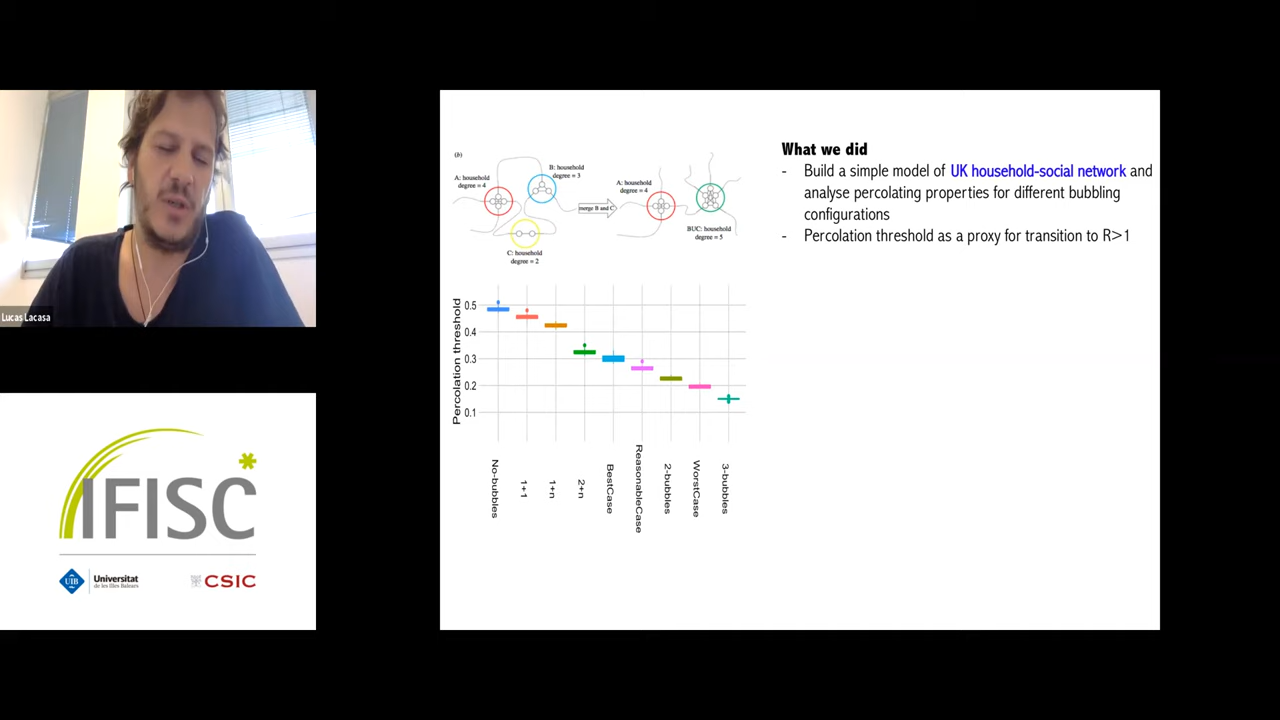 Lucas Lacasa
IFISC
UIB
Universitat
de les Illes Balears
CSIC
(b)
A: household
degree = 4
B: household
degree = 3
C: household
degree = 2
merge B and C
A: household
degree = 4
BUC: household
degree = 5
Percolation threshold
0.5
0.4
0.3
0.2
0.1
No-bubbles
1+1
1+n
2+n
BestCase
ReasonableCase
2-bubbles
WorstCase
3-bubbles
What we did
- Build a simple model of UK household-social network and
analyse percolating properties for different bubbling
configurations
- Percolation threshold as a proxy for transition to R>1